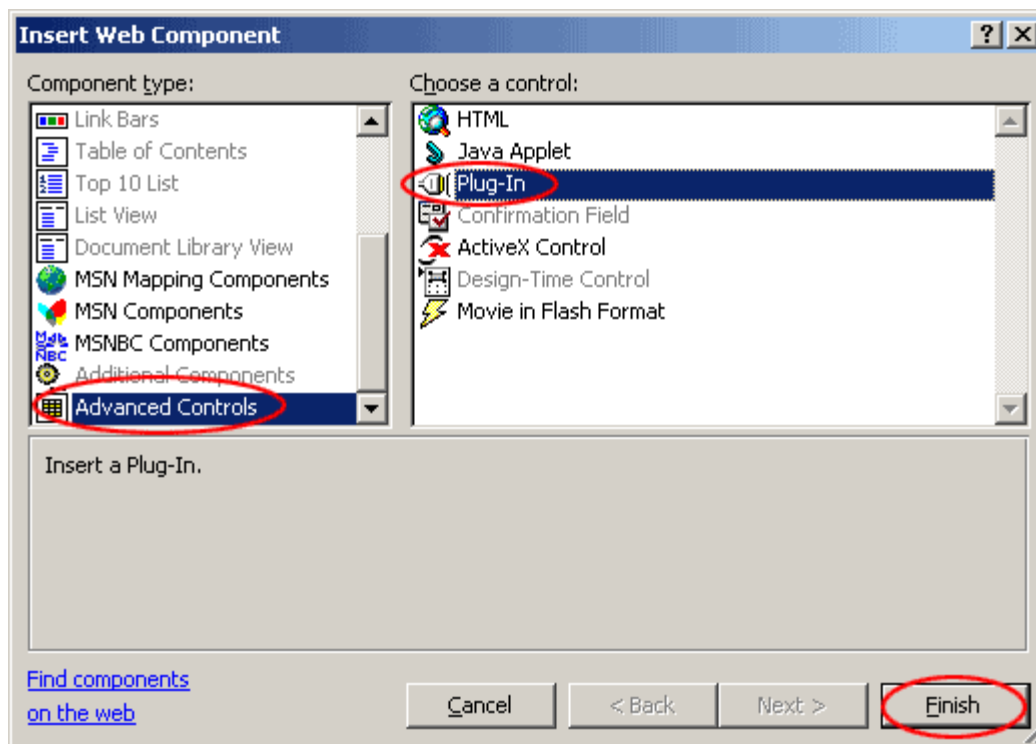 Insert Web Component
Component type:
Choose a control:
Link Bars
Table of Contents
Top 10 List
List View
Document Library View
MSN Mapping Components
MSN Components
MSNBC Components
Additional Components
Advanced Controls
HTML
Java Applet
Plug-In
Confirmation Field
ActiveX Control
Design-Time Control
Movie in Flash Format
Insert a Plug-In.
Find components
on the web
Cancel
< Back
Next >
Finish